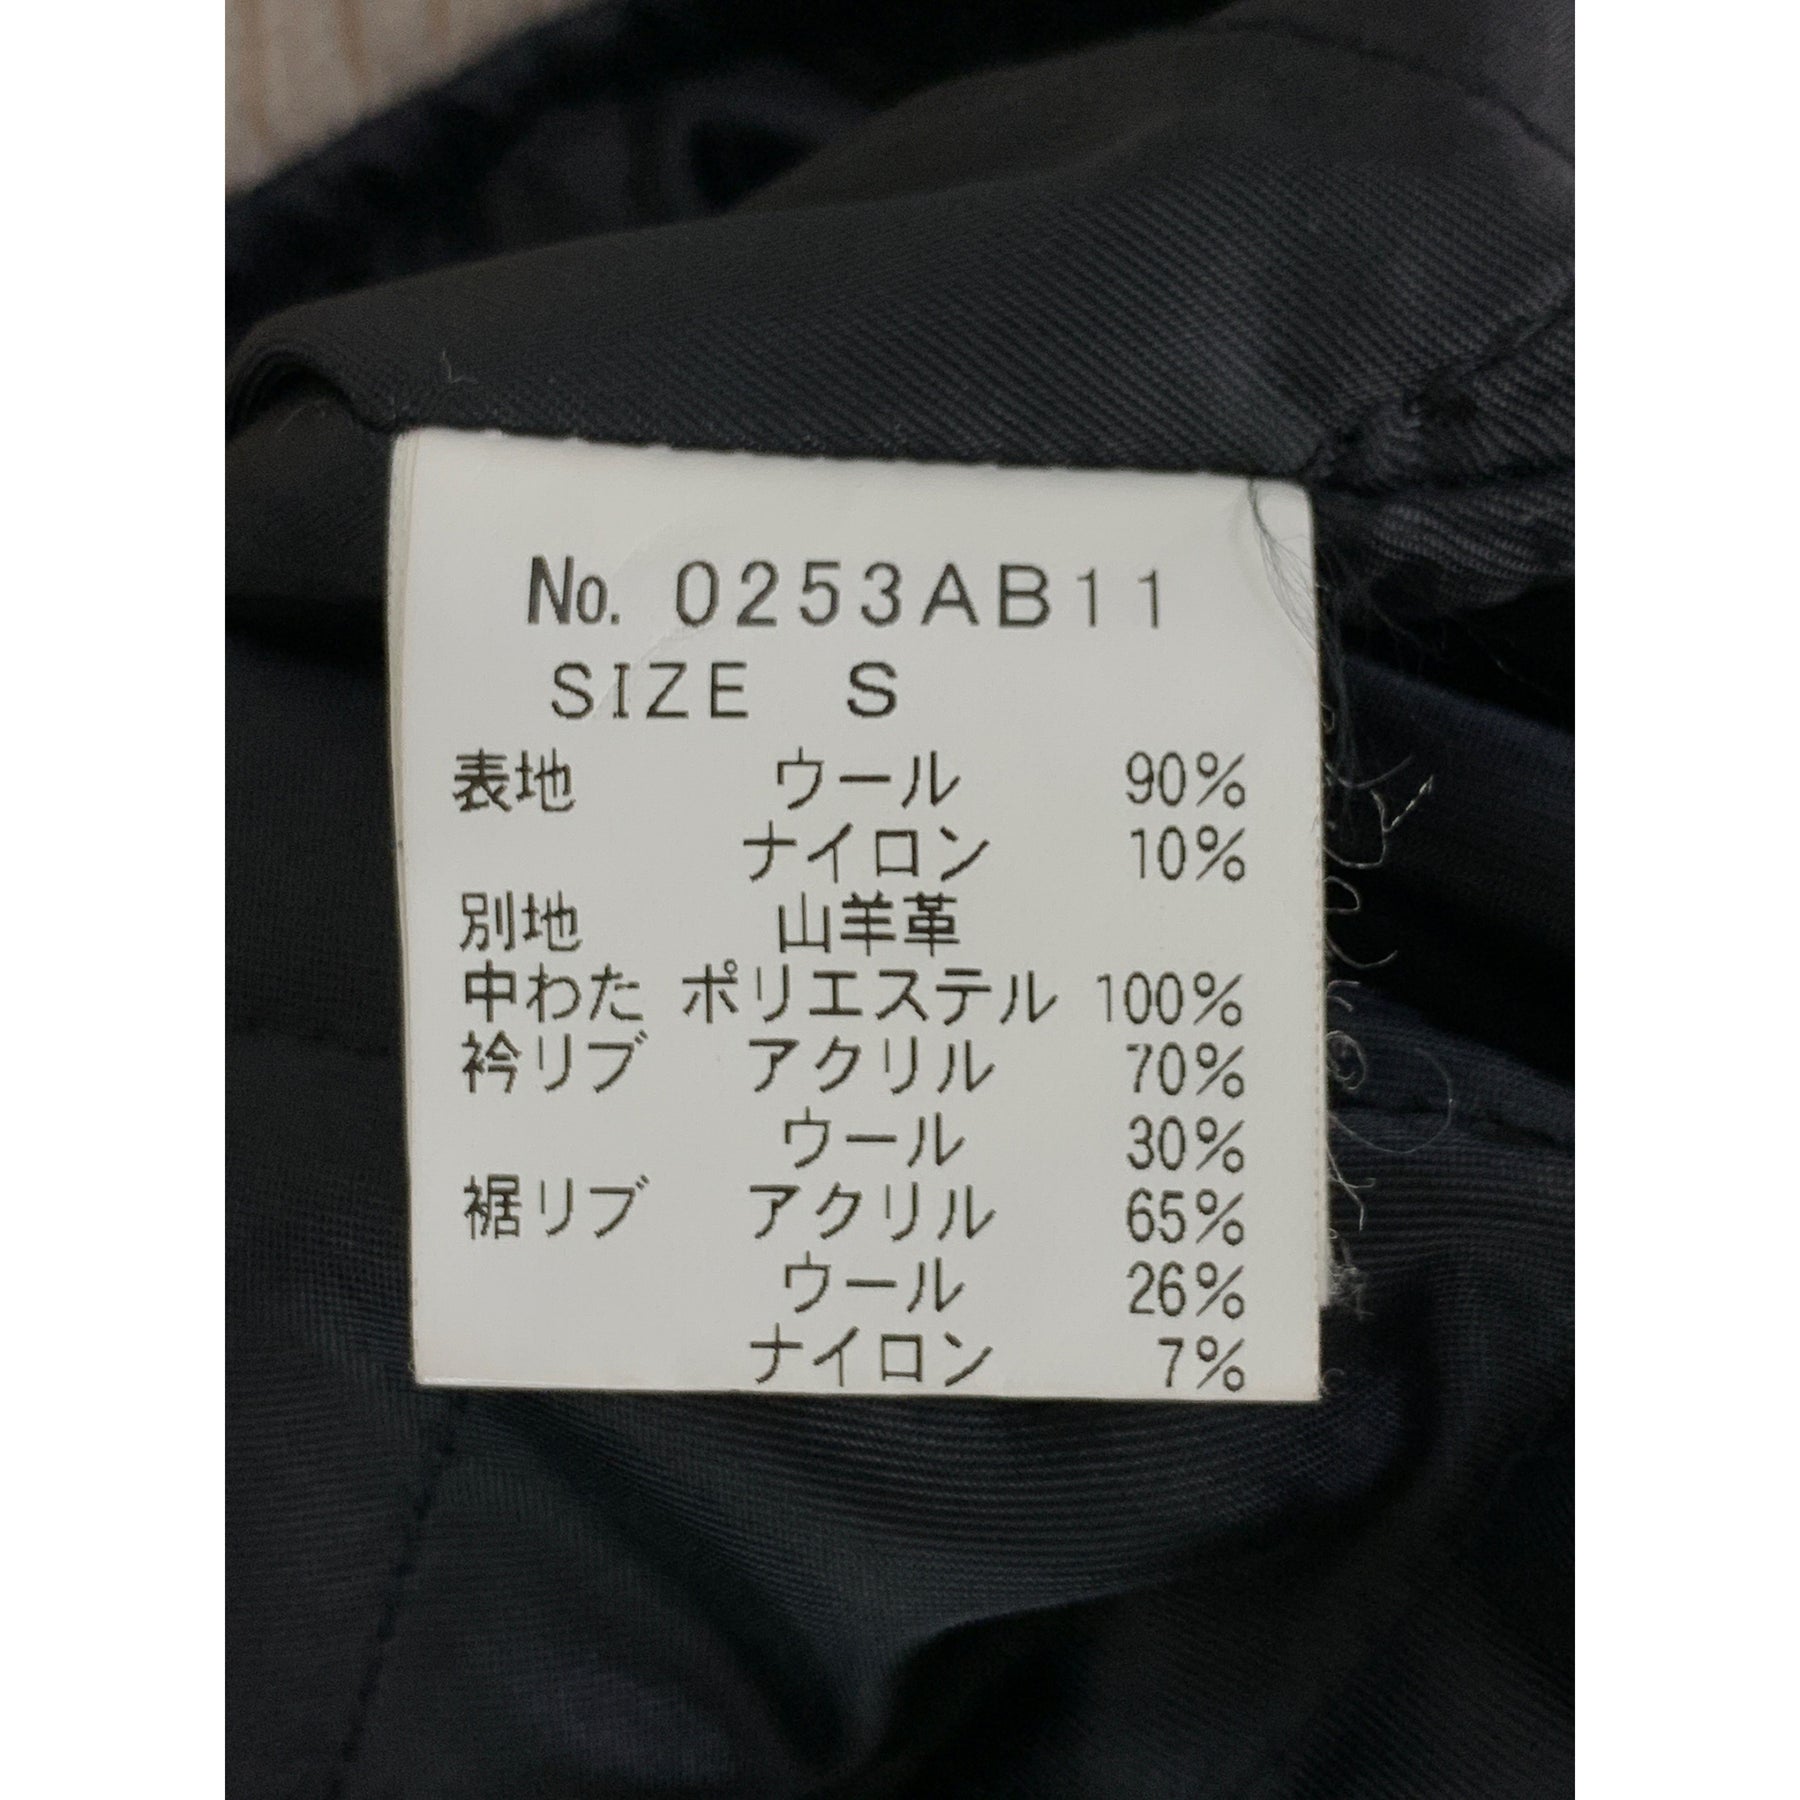 No. 0253AB11
SIZE S
表地 ウール 90%
ナイロン 10%
別地 山羊革
中わた ポリエステル 100%
衿リブ アクリル 70%
ウール 30%
裾リブ アクリル 65%
ウール 26%
ナイロン 7%